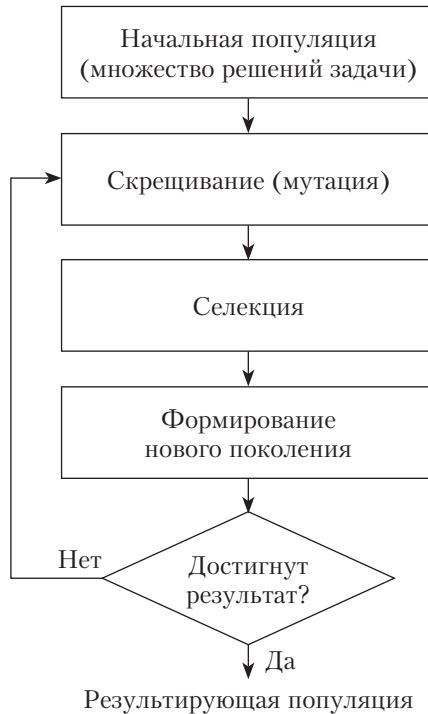 Начальная популяция
(множество решений задачи)
Скрещивание (мутация)
Селекция
Формирование
нового поколения
Нет
Достигнут
результат?
Да
Результирующая популяция